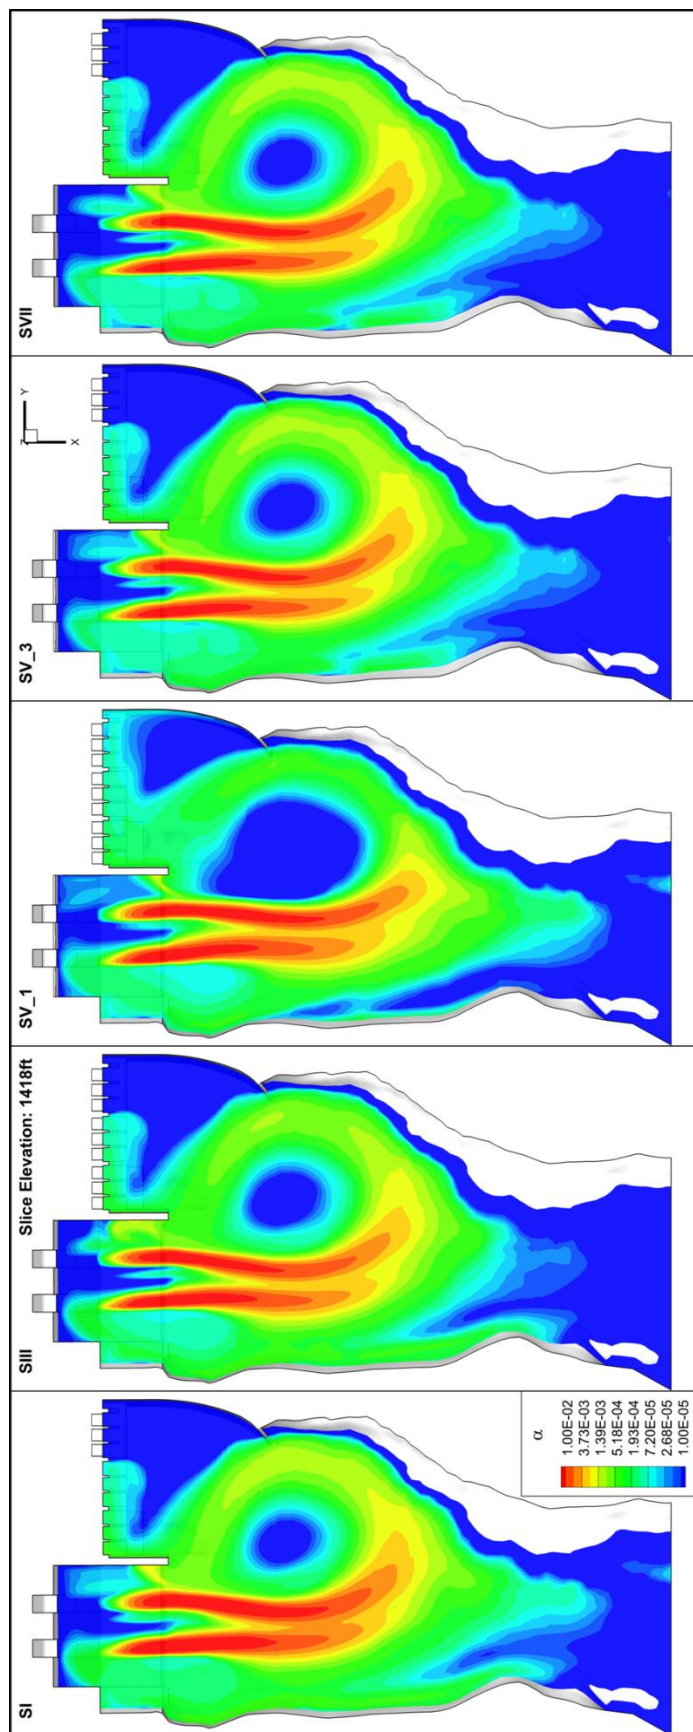 SVII
SV_3
Z
Y
X
SV_1
Slice Elevation: 1418ft
SIII
SI
α
1.00E-02
3.73E-03
1.39E-03
5.18E-04
1.93E-04
7.20E-05
2.68E-05
1.00E-05